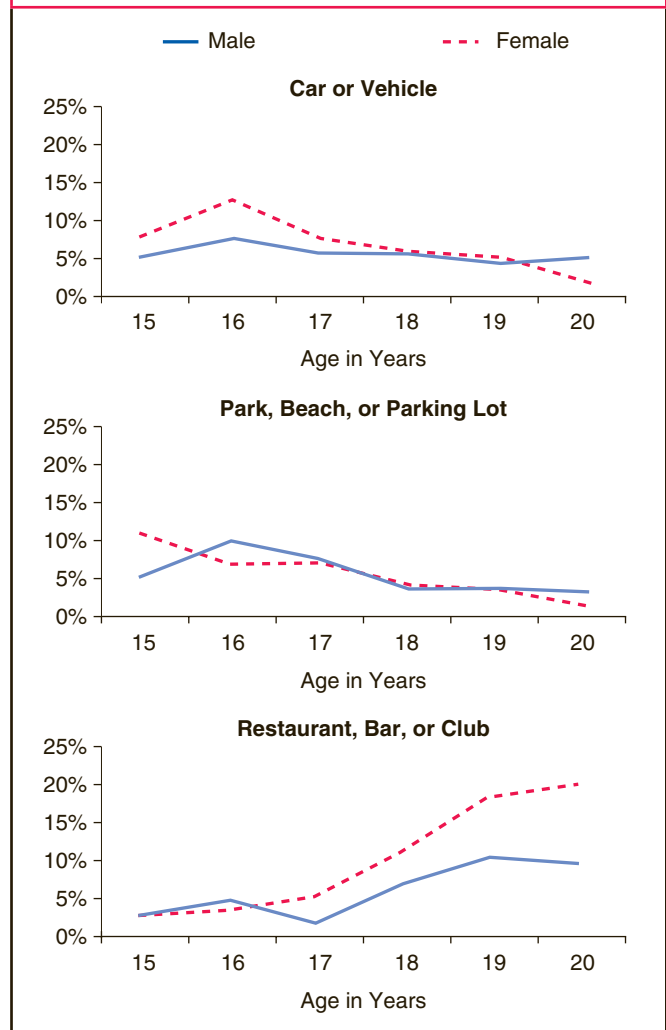 Male Female
Car or Vehicle
25%
20%
15%
10%
5%
0%
15 16 17 18 19 20
Age in Years
Park, Beach, or Parking Lot
25%
20%
15%
10%
5%
0%
15 16 17 18 19 20
Age in Years
Restaurant, Bar, or Club
25%
20%
15%
10%
5%
0%
15 16 17 18 19 20
Age in Years